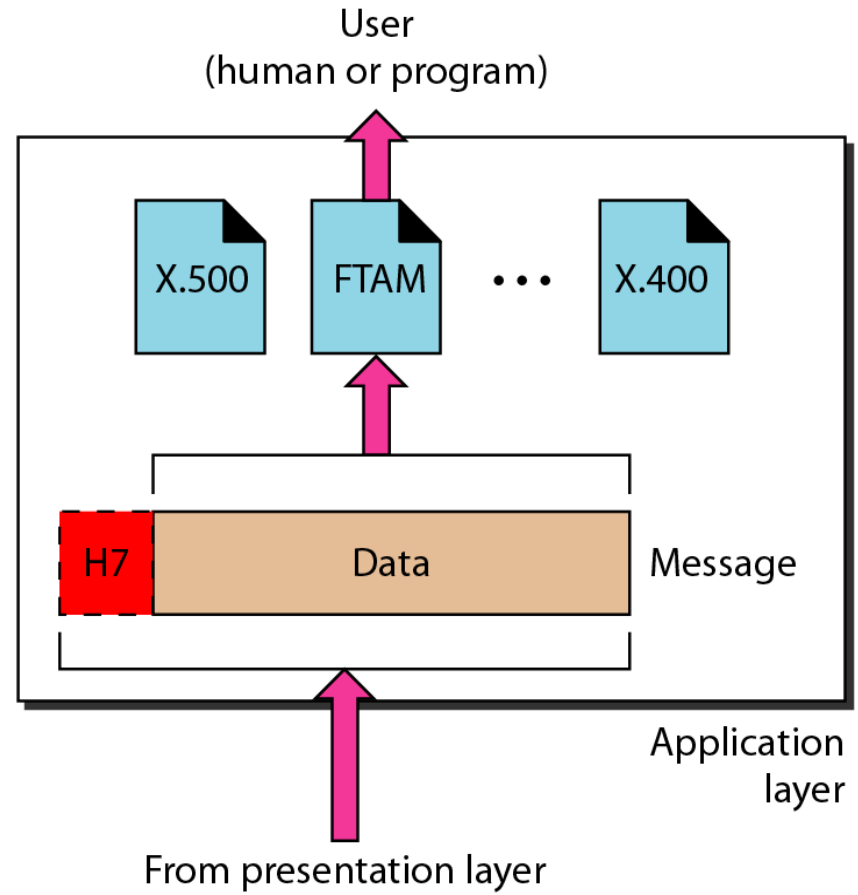 User
(human or program)
X.500
FTAM
...
X.400
H7
Data
Message
Application
layer
From presentation layer